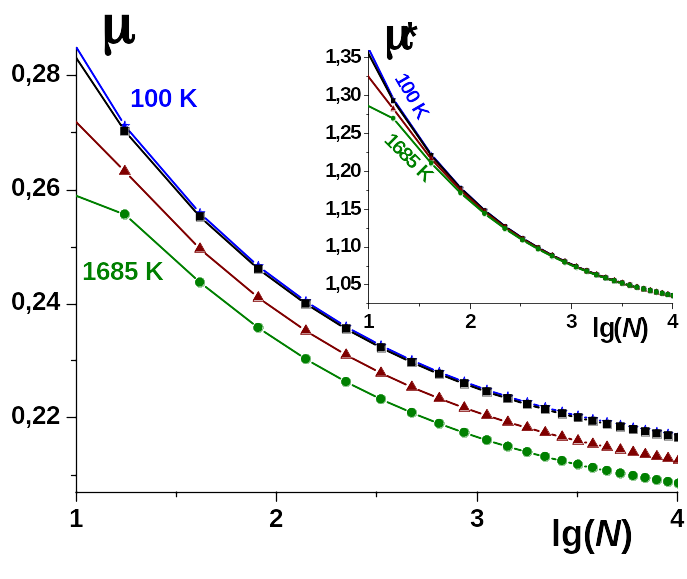 μ
0,28
0,26
0,24
0,22
100 K
1685 K
1
2
3
4
lg(N)
μ*
1,35
1,30
1,25
1,20
1,15
1,10
1,05
100 K
1685 K
1
2
3
4
lg(N)